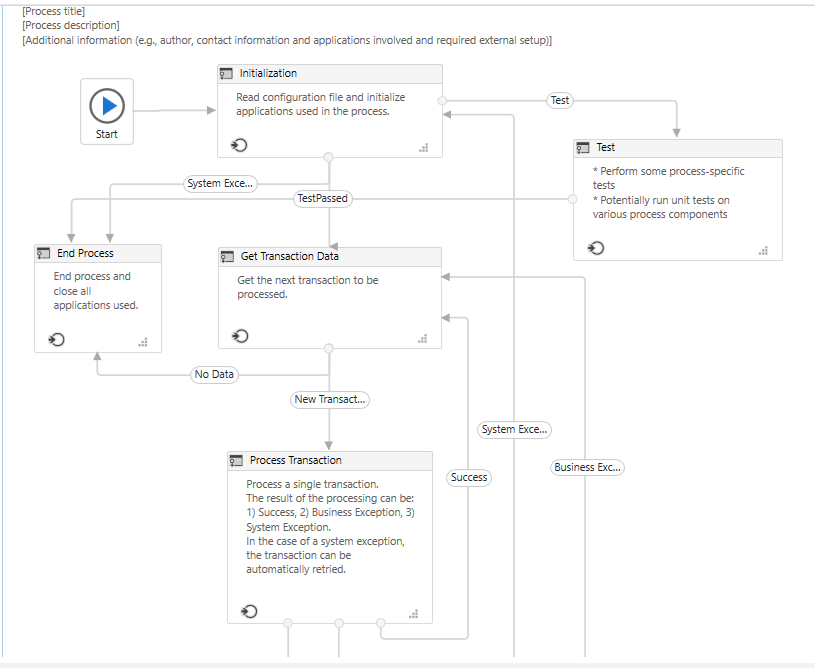 [Process title]
[Process description]
[Additional information (e.g., author, contact information and applications involved and required external setup)]
Initialization
Read configuration file and initialize
applications used in the process.
Start
Test
Test
* Perform some process-specific
tests
* Potentially run unit tests on
various process components
System Exce...
TestPassed
End Process
End process and
close all
applications used.
Get Transaction Data
Get the next transaction to be
processed.
No Data
New Transact...
System Exce...
Business Exc...
Success
Process Transaction
Process a single transaction.
The result of the processing can be:
1) Success, 2) Business Exception, 3)
System Exception.
In the case of a system exception,
the transaction can be
automatically retried.